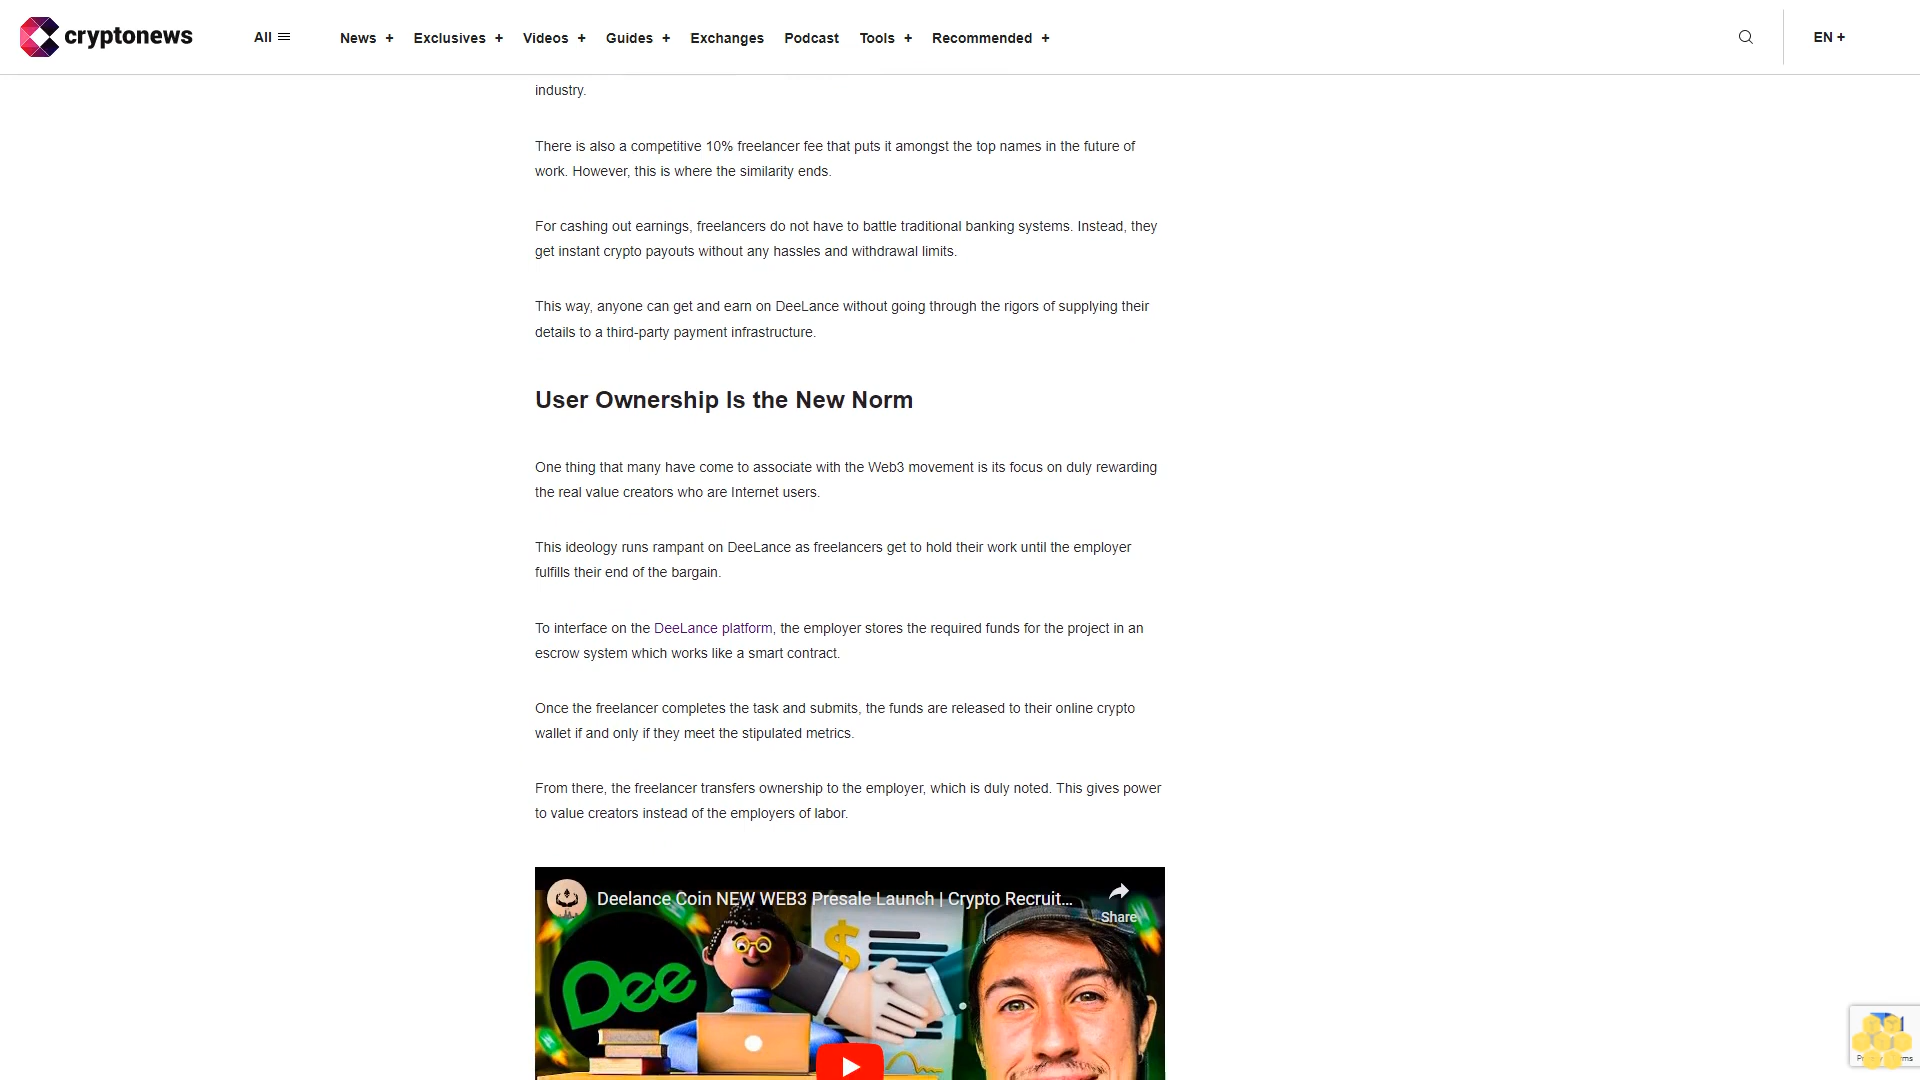 cryptonews
All
News +
Exclusives +
Videos +
Guides +
Exchanges
Podcast
Tools +
Recommended +
EN +
industry.
There is also a competitive 10% freelancer fee that puts it amongst the top names in the future of
work. However, this is where the similarity ends.
For cashing out earnings, freelancers do not have to battle traditional banking systems. Instead, they
get instant crypto payouts without any hassles and withdrawal limits.
This way, anyone can get and earn on DeeLance without going through the rigors of supplying their
details to a third-party payment infrastructure.
User Ownership Is the New Norm
One thing that many have come to associate with the Web3 movement is its focus on duly rewarding
the real value creators who are Internet users.
This ideology runs rampant on DeeLance as freelancers get to hold their work until the employer
fulfills their end of the bargain.
To interface on the DeeLance platform, the employer stores the required funds for the project in an
escrow system which works like a smart contract.
Once the freelancer completes the task and submits, the funds are released to their online crypto
wallet if and only if they meet the stipulated metrics.
From there, the freelancer transfers ownership to the employer, which is duly noted. This gives power
to value creators instead of the employers of labor.
Deelance Coin NEW WEB3 Presale Launch | Crypto Recruit...
Share
Dee